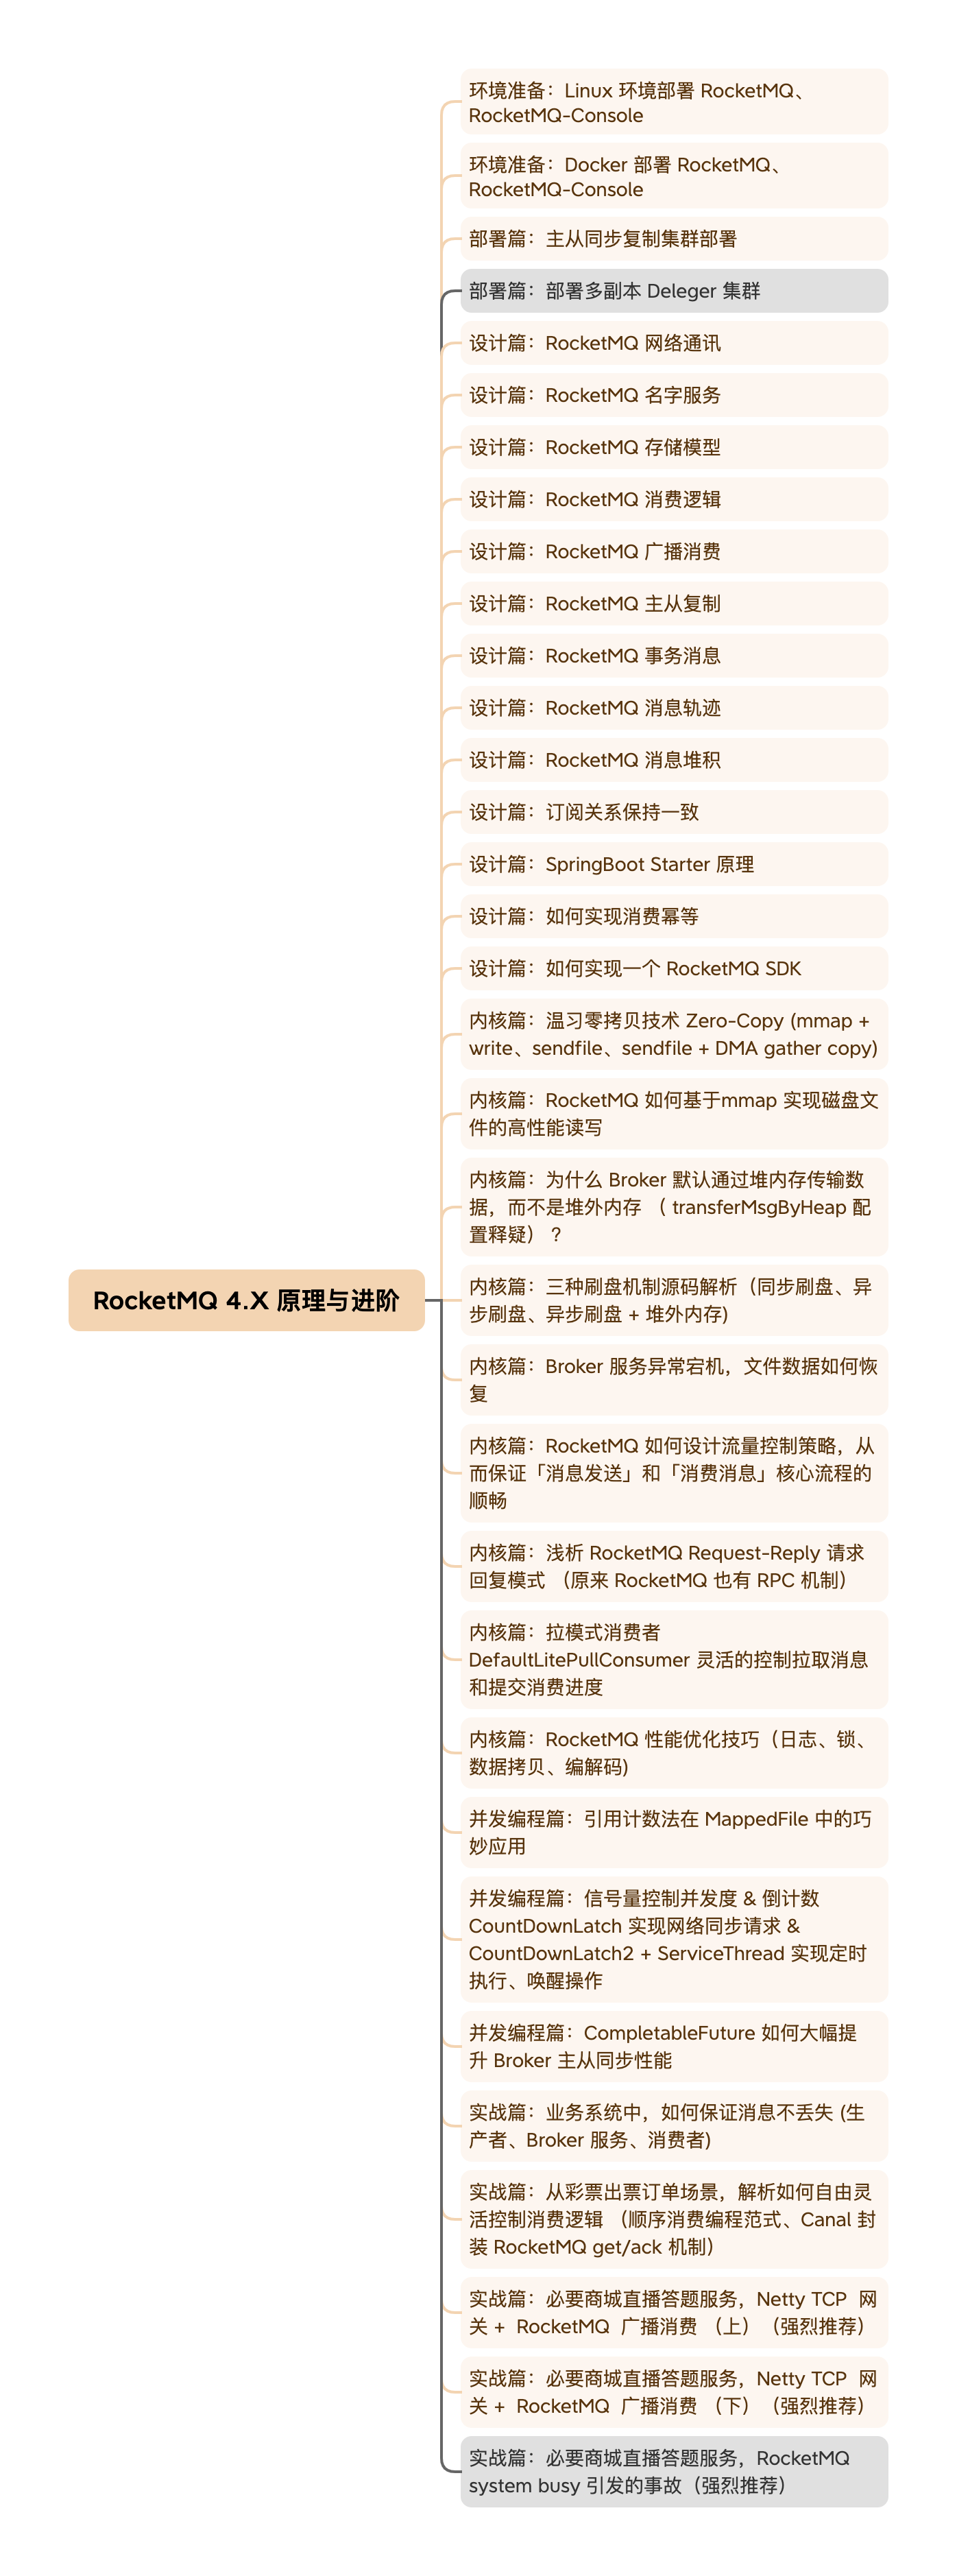 环境准备：Linux 环境部署 RocketMQ、
RocketMQ-Console
环境准备：Docker 部署 RocketMQ、
RocketMQ-Console
部署篇：主从同步复制集群部署
部署篇：部署多副本 Deleger 集群
设计篇：RocketMQ 网络通讯
设计篇：RocketMQ 名字服务
设计篇：RocketMQ 存储模型
设计篇：RocketMQ 消费逻辑
设计篇：RocketMQ 广播消费
设计篇：RocketMQ 主从复制
设计篇：RocketMQ 事务消息
设计篇：RocketMQ 消息轨迹
设计篇：RocketMQ 消息堆积
设计篇：订阅关系保持一致
设计篇：SpringBoot Starter 原理
设计篇：如何实现消费幂等
设计篇：如何实现一个 RocketMQ SDK
内核篇：温习零拷贝技术 Zero-Copy (mmap +
write、sendfile、sendfile + DMA gather copy)
内核篇：RocketMQ 如何基于mmap 实现磁盘文
件的高性能读写
内核篇：为什么 Broker 默认通过堆内存传输数
据，而不是堆外内存 （ transferMsgByHeap 配
置释疑） ？
RocketMQ 4.X 原理与进阶
内核篇：三种刷盘机制源码解析（同步刷盘、异
步刷盘、异步刷盘 + 堆外内存)
内核篇：Broker 服务异常宕机，文件数据如何恢
复
内核篇：RocketMQ 如何设计流量控制策略，从
而保证「消息发送」和「消费消息」核心流程的
顺畅
内核篇：浅析 RocketMQ Request-Reply 请求
回复模式 （原来 RocketMQ 也有 RPC 机制）
内核篇：拉模式消费者
DefaultLitePullConsumer 灵活的控制拉取消息
和提交消费进度
内核篇：RocketMQ 性能优化技巧（日志、锁、
数据拷贝、编解码)
并发编程篇：引用计数法在 MappedFile 中的巧
妙应用
并发编程篇：信号量控制并发度 & 倒计数
CountDownLatch 实现网络同步请求 &
CountDownLatch2 + ServiceThread 实现定时
执行、唤醒操作
并发编程篇：CompletableFuture 如何大幅提
升 Broker 主从同步性能
实战篇：业务系统中，如何保证消息不丢失 (生
产者、Broker 服务、消费者)
实战篇：从彩票出票订单场景，解析如何自由灵
活控制消费逻辑 （顺序消费编程范式、Canal 封
装 RocketMQ get/ack 机制）
实战篇：必要商城直播答题服务，Netty TCP 网
关 + RocketMQ 广播消费 （上）（强烈推荐）
实战篇：必要商城直播答题服务，Netty TCP 网
关 + RocketMQ 广播消费 （下）（强烈推荐）
实战篇：必要商城直播答题服务，RocketMQ
system busy 引发的事故（强烈推荐）